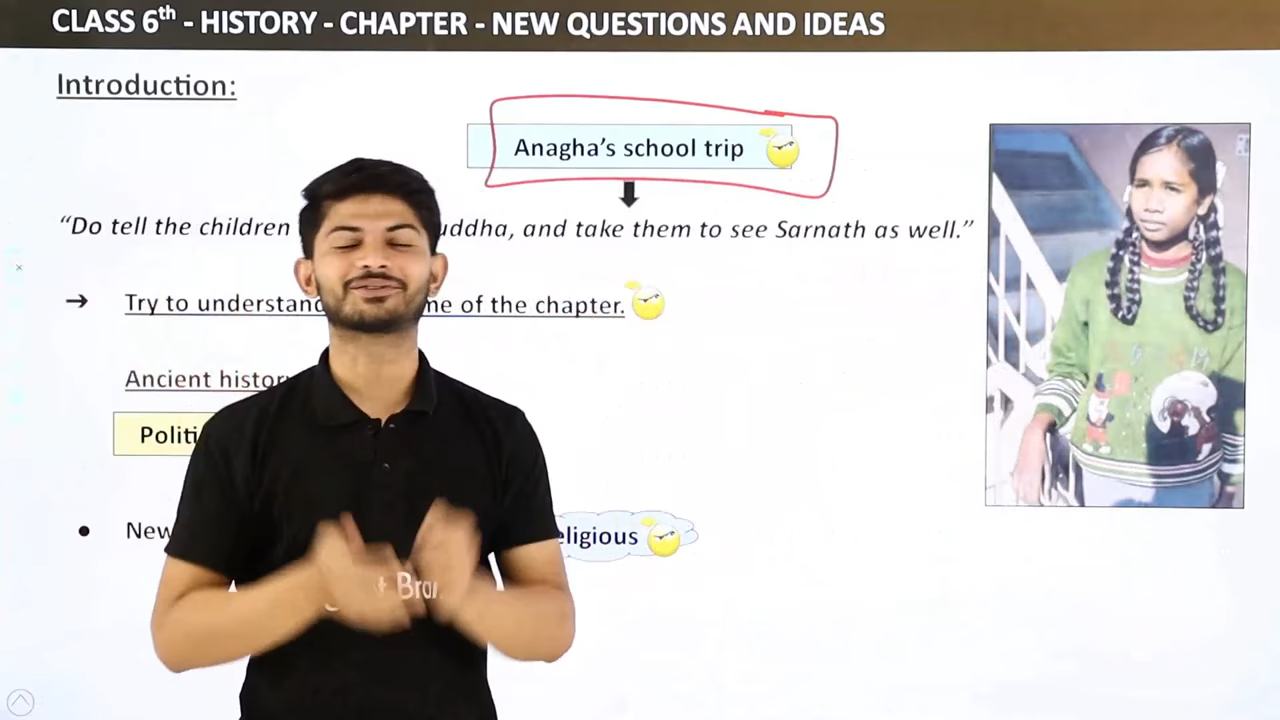 CLASS 6th - HISTORY - CHAPTER - NEW QUESTIONS AND IDEAS
Introduction:
Anagha's school trip
“Do tell the children uddha, and take them to see Sarnath as well.”
→ Try to understand me of the chapter.
Ancient histor
Politi
● New eligious
Bra